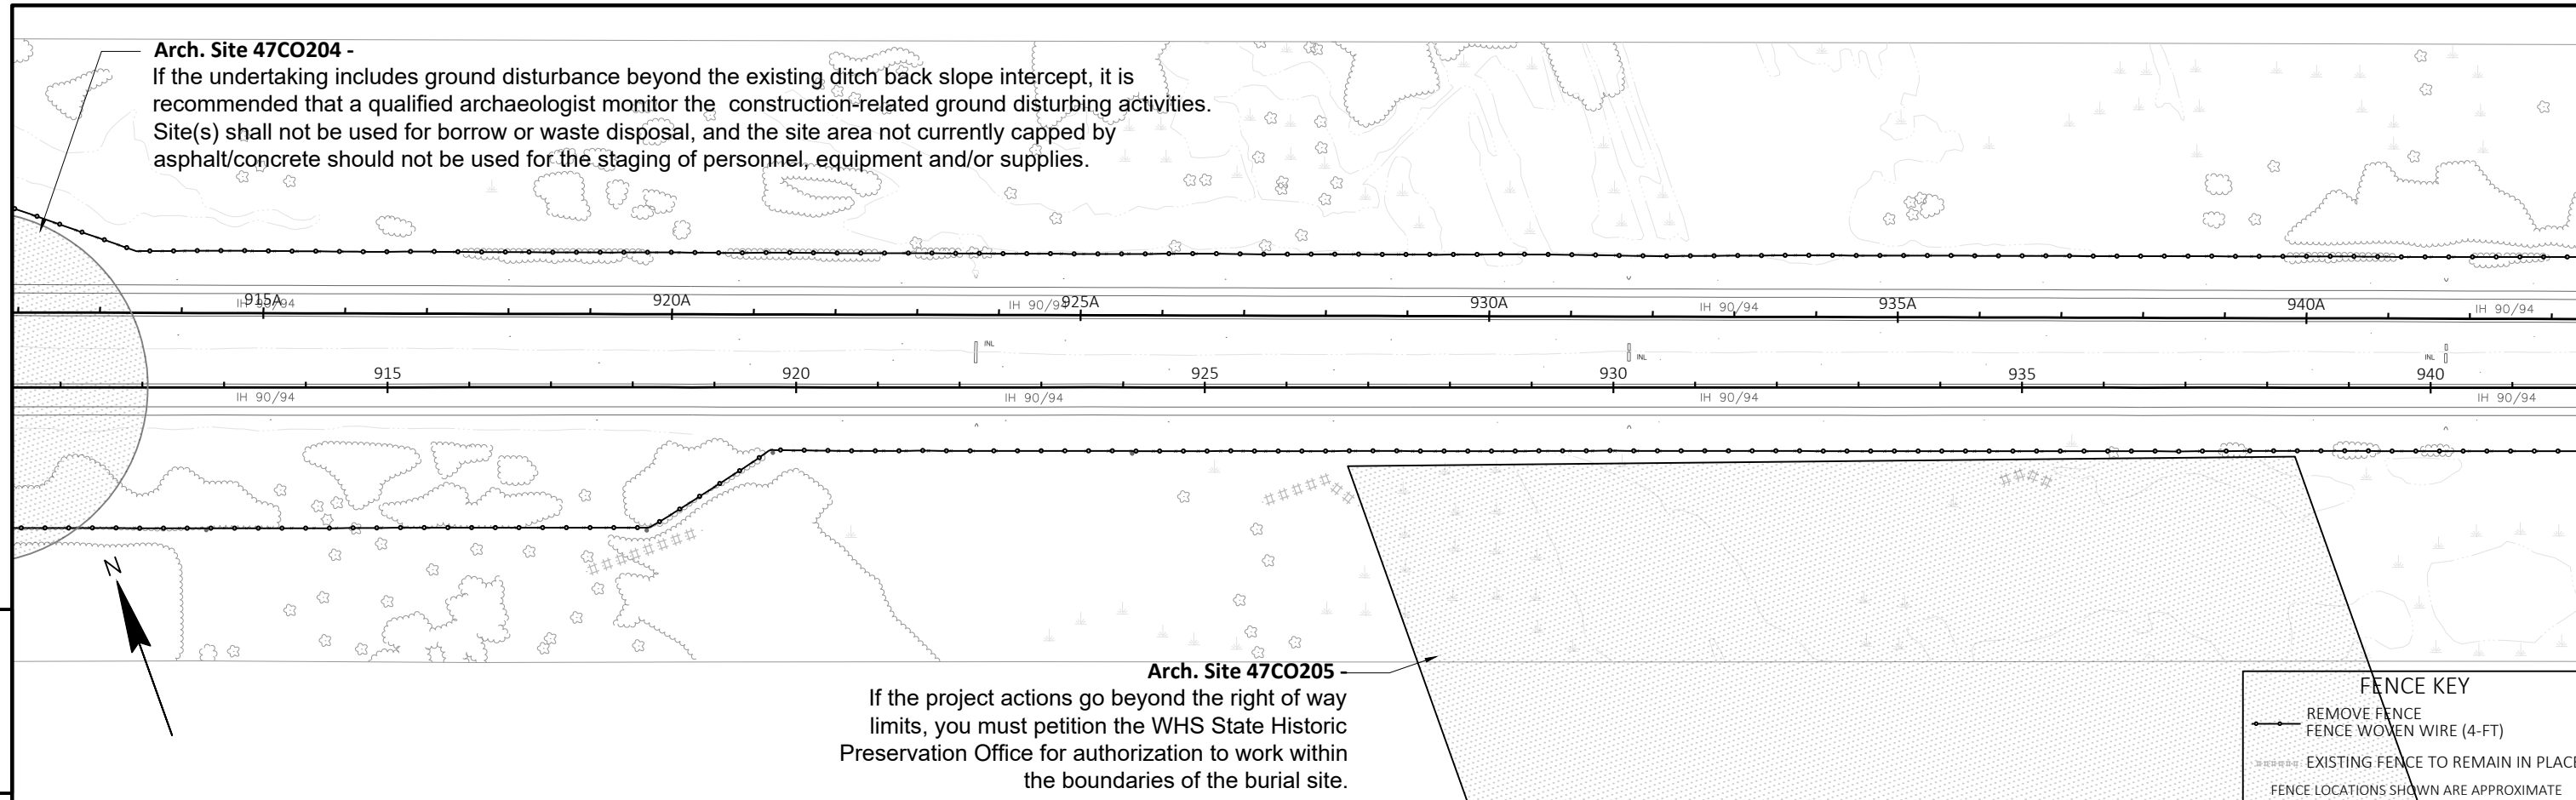 Arch. Site 47CO204 -
If the undertaking includes ground disturbance beyond the existing ditch back slope intercept, it is
recommended that a qualified archaeologist monitor the construction-related ground disturbing activities.
Site(s) shall not be used for borrow or waste disposal, and the site area not currently capped by
asphalt/concrete should not be used for the staging of personnel, equipment and/or supplies.
915A 920A 925A 930A 935A 940A
IH 90/94 IH 90/94 IH 90/94 IH 90/94
INL INL INL
915 920 925 930 935 940
IH 90/94 IH 90/94 IH 90/94 IH 90/94
N
Arch. Site 47CO205 -
If the project actions go beyond the right of way
limits, you must petition the WHS State Historic
Preservation Office for authorization to work within
the boundaries of the burial site.
FENCE KEY
REMOVE FENCE
FENCE WOVEN WIRE (4-FT)
EXISTING FENCE TO REMAIN IN PLACE
FENCE LOCATIONS SHOWN ARE APPROXIMATE